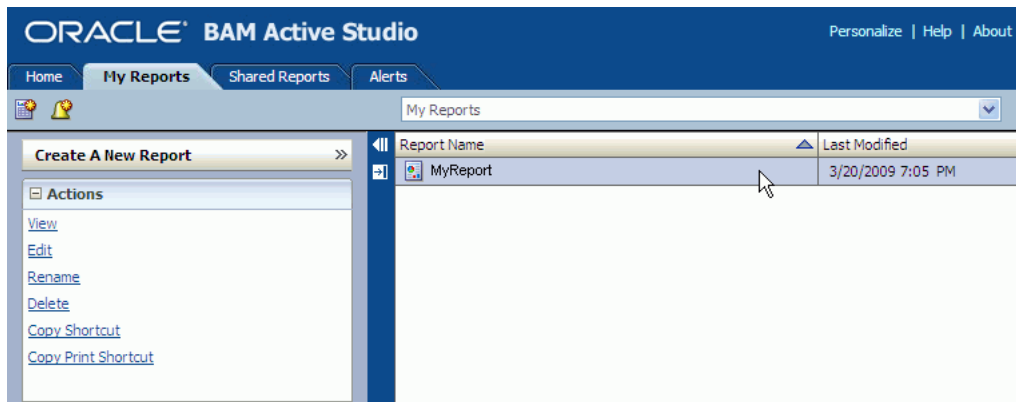 ORACLE BAM Active Studio
Personalize | Help | About
Home My Reports Shared Reports Alerts
My Reports
Create A New Report »
Report Name Last Modified
MyReport 3/20/2009 7:05 PM
Actions
View
Edit
Rename
Delete
Copy Shortcut
Copy Print Shortcut